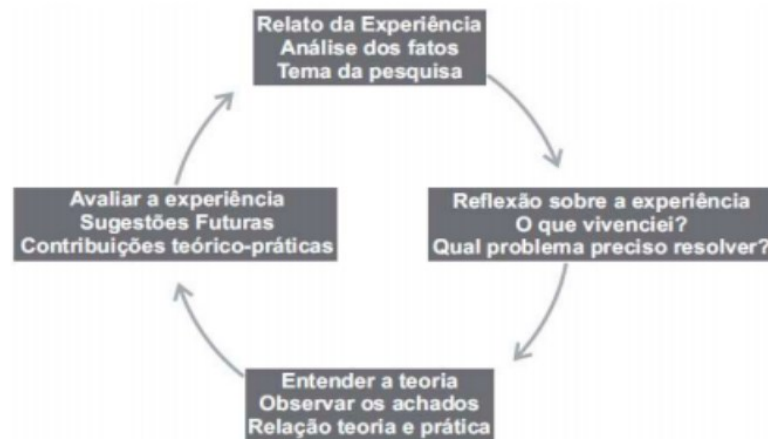 Relato da Experiência
Análise dos fatos
Tema da pesquisa
Reflexão sobre a experiência
O que vivenciei?
Qual problema preciso resolver?
Entender a teoria
Observar os achados
Relação teoria e prática
Avaliar a experiência
Sugestões Futuras
Contribuições teórico-práticas